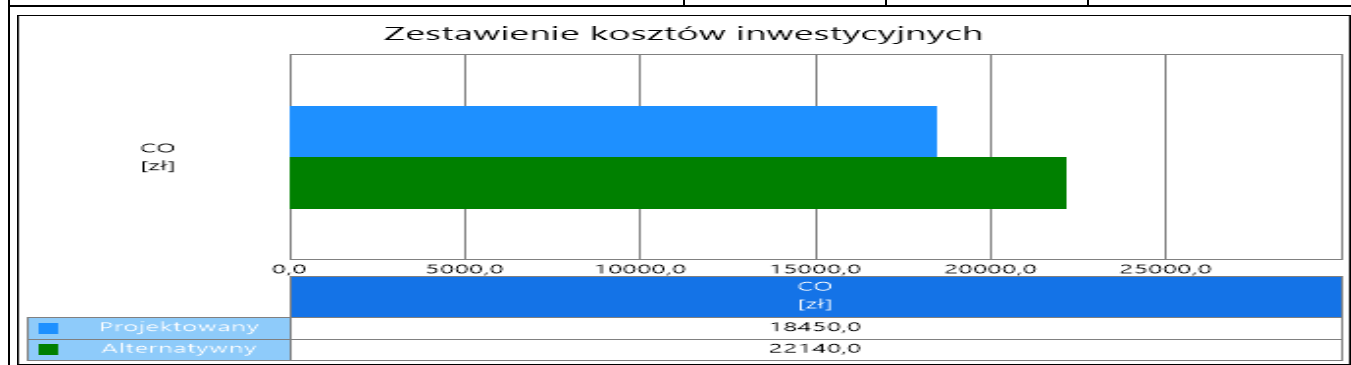 Zestawienie kosztów inwestycyjnych
CO
[zł]
0,0 5000,0 10000,0 15000,0 20000,0 25000,0
CO
[zł]
Projektowany 18450,0
Alternatywny 22140,0